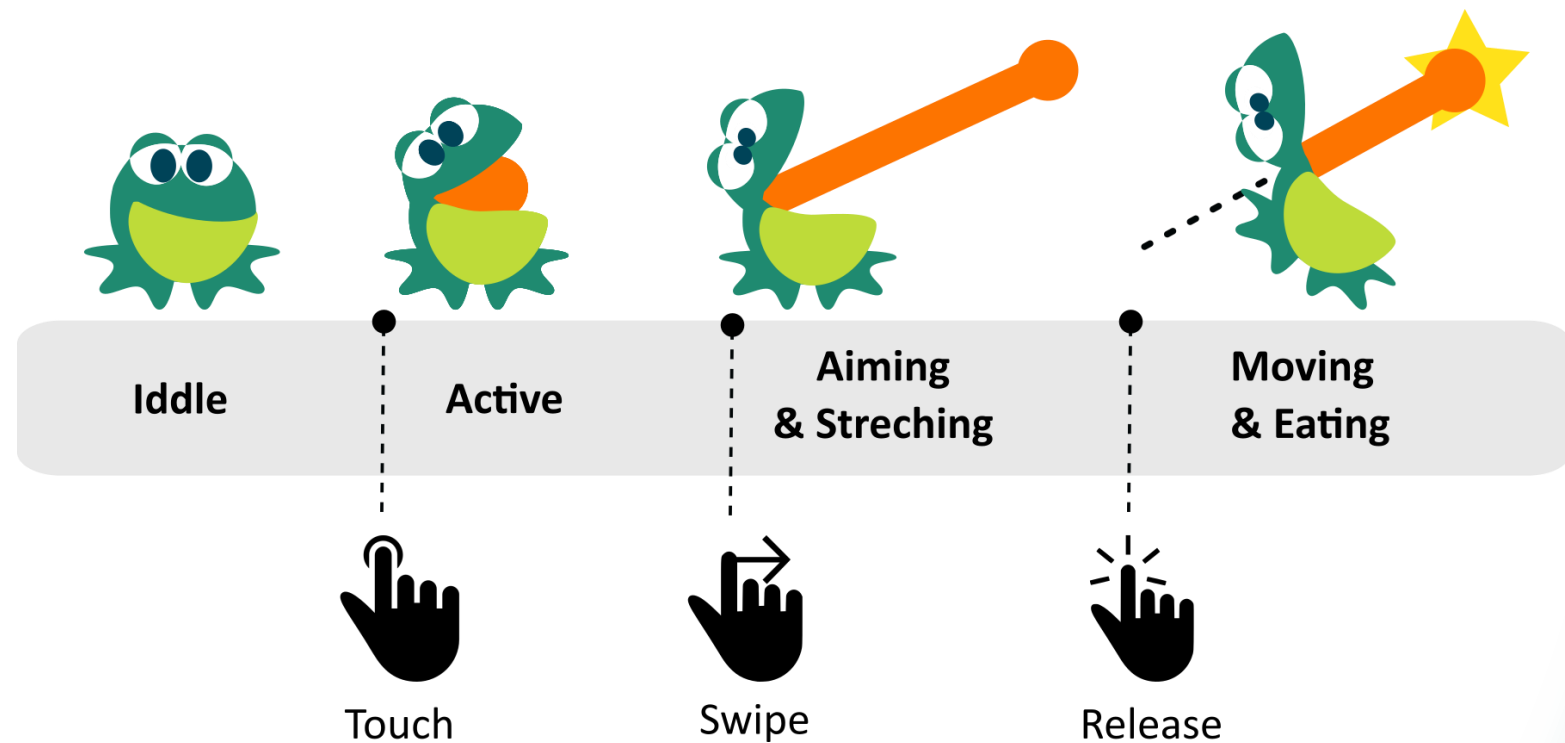 Iddle
Active
Aiming
& Streching
Moving
& Eating
Touch
Swipe
Release